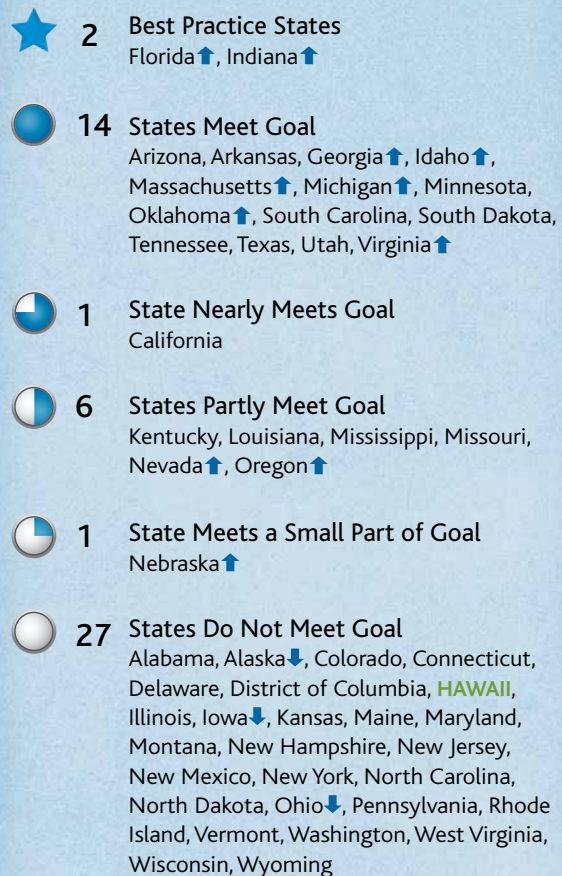 2 Best Practice States
Florida⬆, Indiana⬆
14 States Meet Goal
Arizona, Arkansas, Georgia⬆, Idaho⬆,
Massachusetts⬆, Michigan⬆, Minnesota,
Oklahoma⬆, South Carolina, South Dakota,
Tennessee, Texas, Utah, Virginia⬆
1 State Nearly Meets Goal
California
6 States Partly Meet Goal
Kentucky, Louisiana, Mississippi, Missouri,
Nevada⬆, Oregon⬆
1 State Meets a Small Part of Goal
Nebraska⬆
27 States Do Not Meet Goal
Alabama, Alaska⬇, Colorado, Connecticut,
Delaware, District of Columbia, HAWAII,
Illinois, Iowa⬇, Kansas, Maine, Maryland,
Montana, New Hampshire, New Jersey,
New Mexico, New York, North Carolina,
North Dakota, Ohio⬇, Pennsylvania, Rhode
Island, Vermont, Washington, West Virginia,
Wisconsin, Wyoming